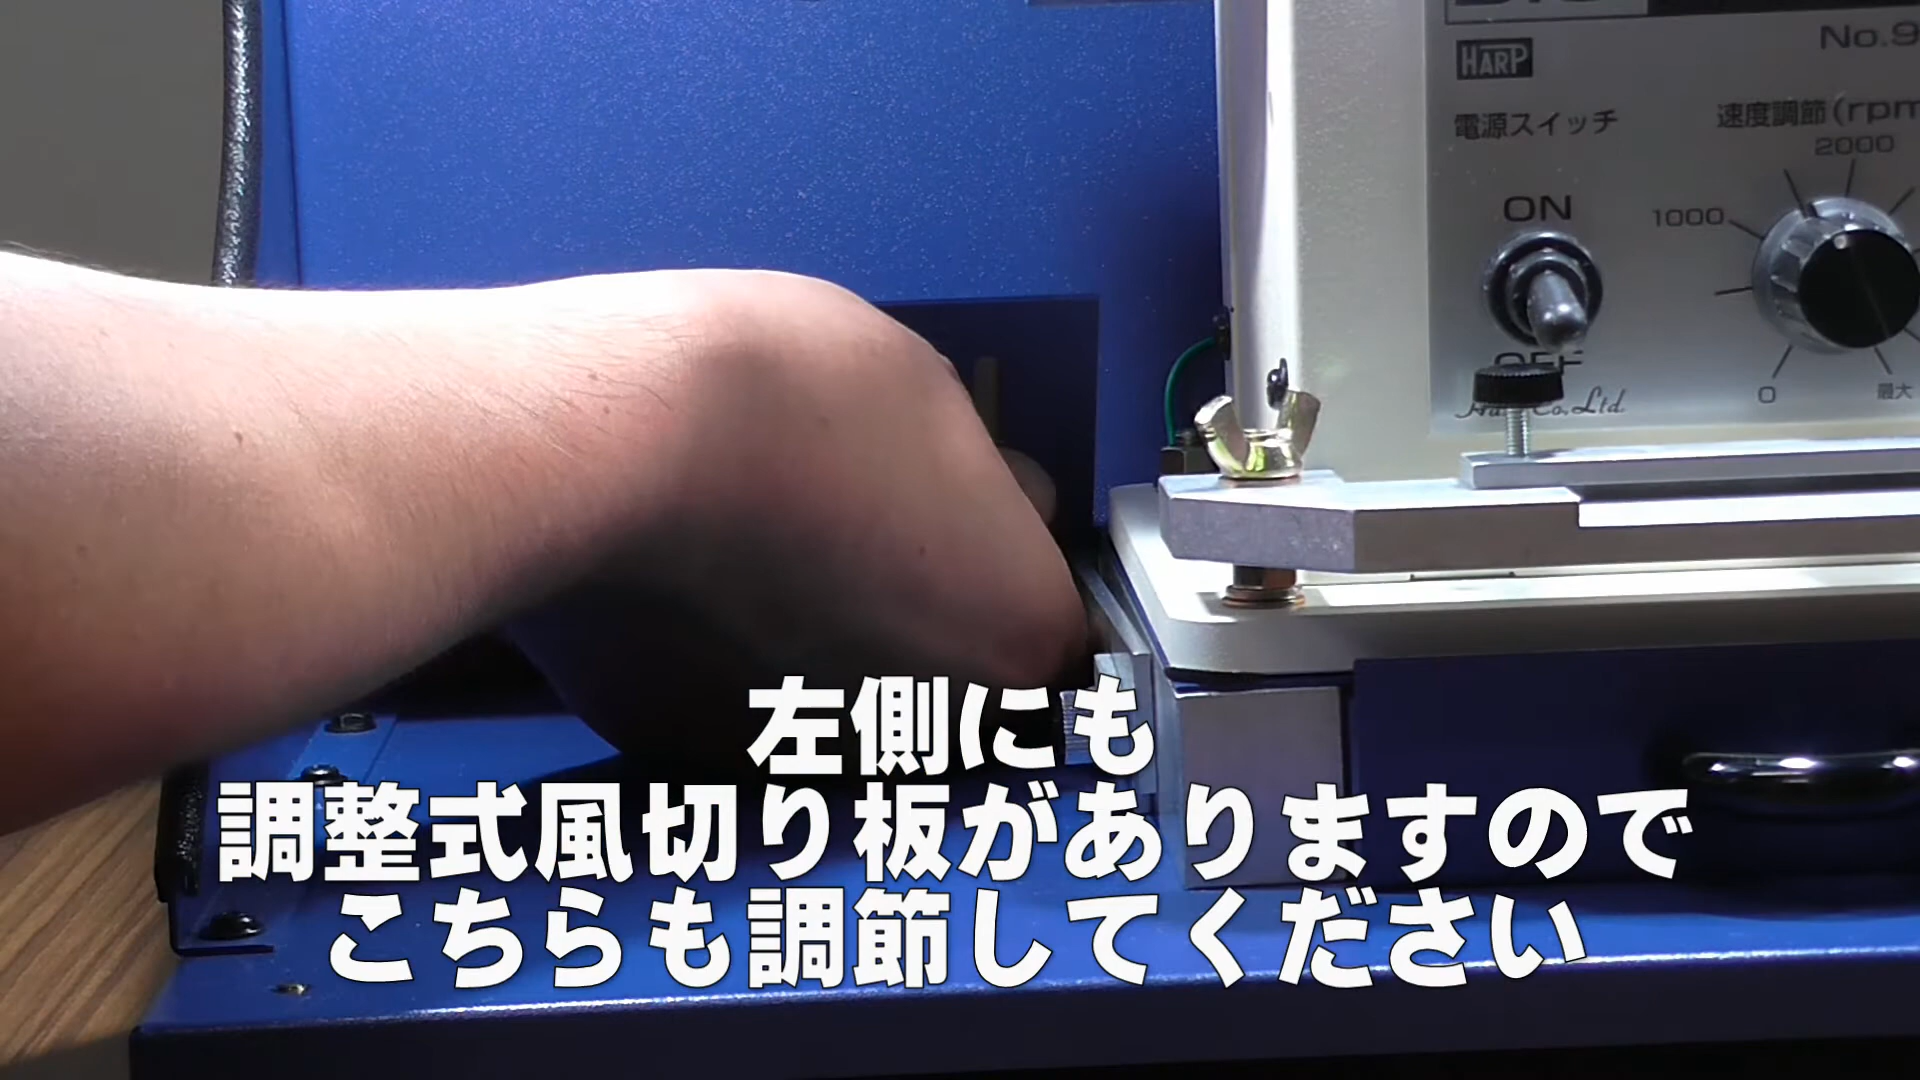 No.9
HARP
電源スイッチ
速度調節(rpm
2000
ON
1000
OFF
0
最大
Co.,Ltd
左側にも
調整式風切り板がありますので
こちらも調節してください